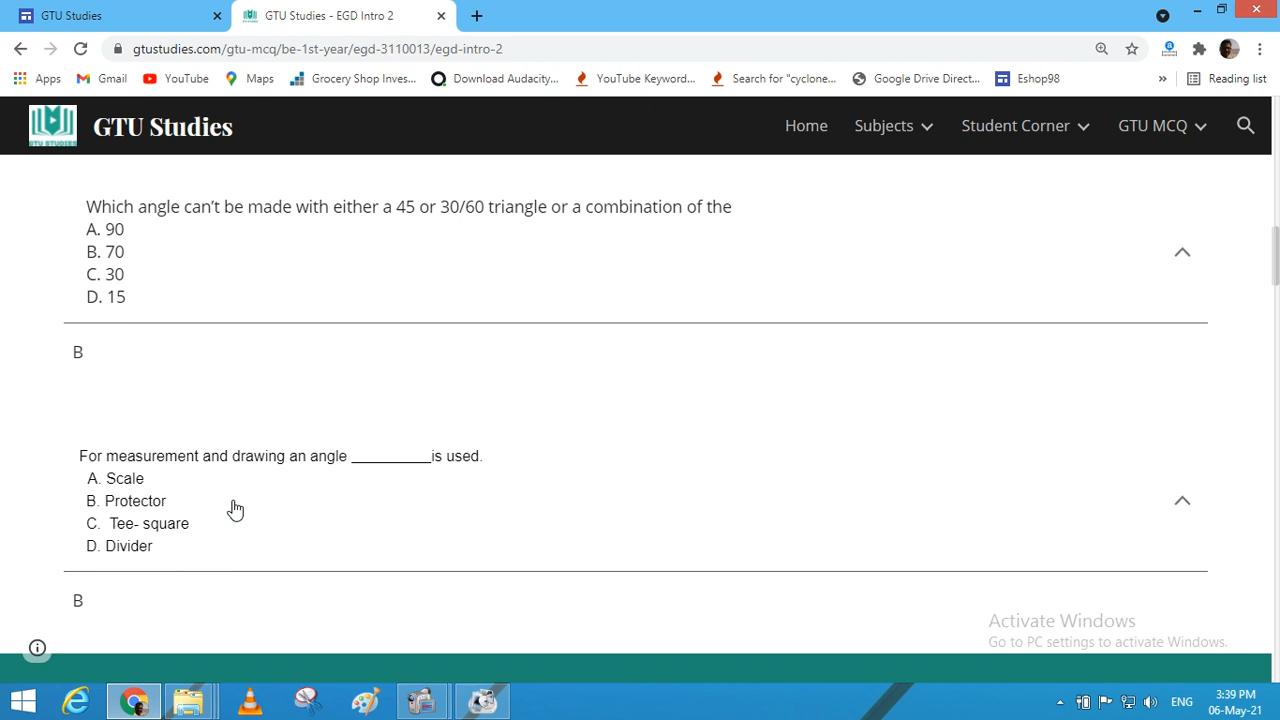 GTU Studies
GTU Studies - EGD Intro 2
gtustudies.com/gtu-mcq/be-1st-year/egd-3110013/egd-intro-2
Apps
Gmail
YouTube
Maps
Grocery Shop Inves...
Download Audacity...
YouTube Keyword...
Search for "cyclone...
Google Drive Direct...
Eshop98
»
Reading list
GTU STUDIES
GTU Studies
Home
Subjects
Student Corner
GTU MCQ
Which angle can't be made with either a 45 or 30/60 triangle or a combination of the
A. 90
B. 70
C. 30
D. 15
B
For measurement and drawing an angle __________is used.
A. Scale
B. Protector
C. Tee- square
D. Divider
B
Activate Windows
Go to PC settings to activate Windows.
ENG
3:39 PM
06-May-21